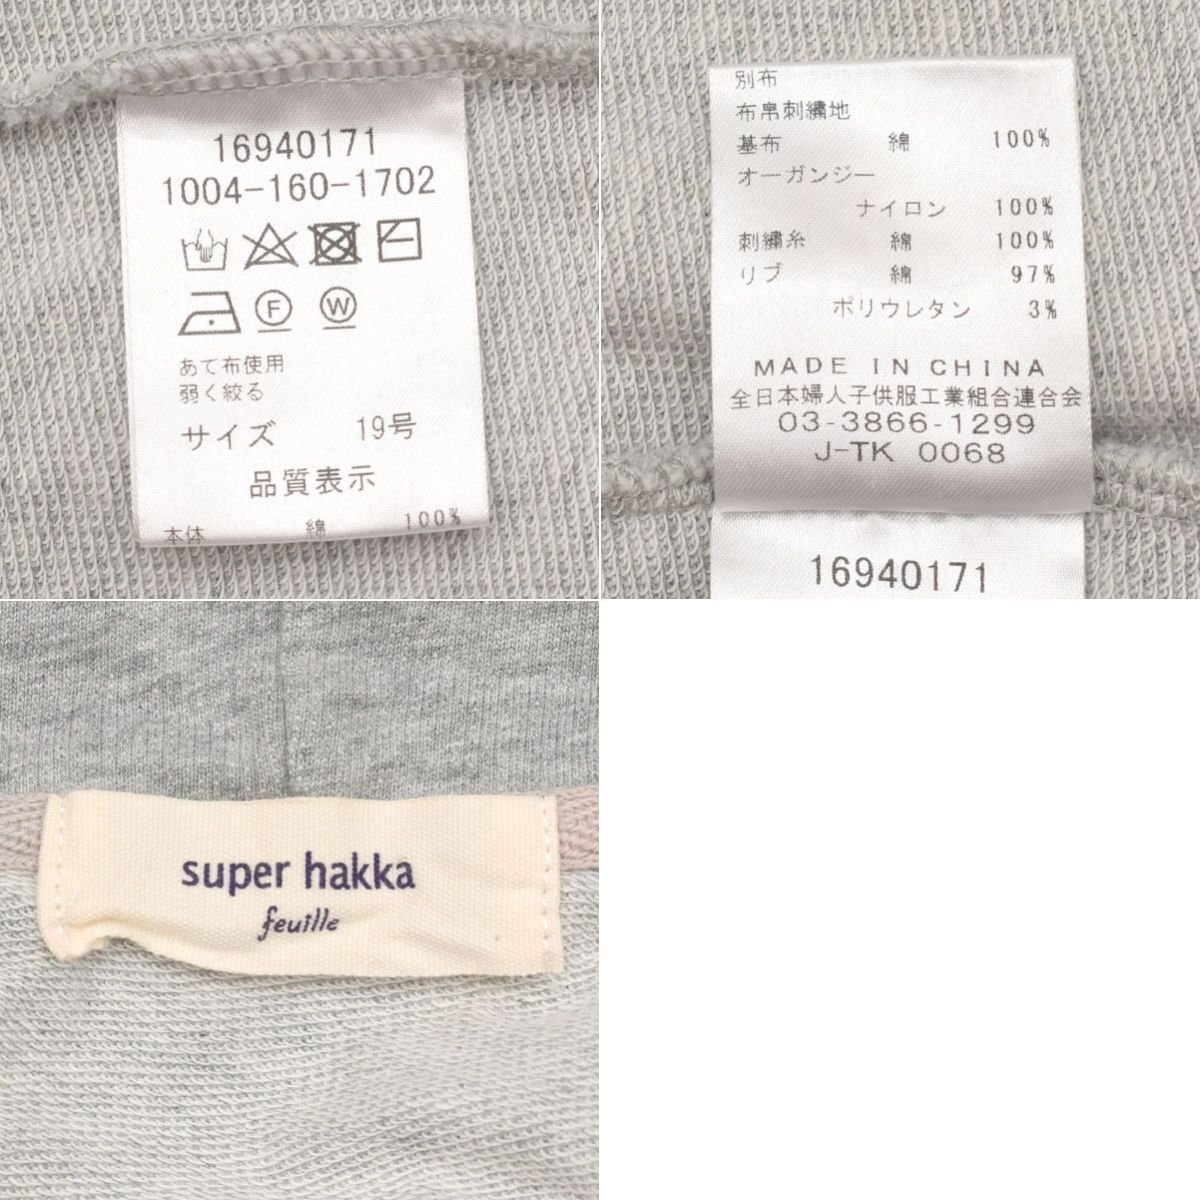 16940171
1004-160-1702
F W
あて布使用
弱く絞る
サイズ 19号
品質表示
本体 綿 100%
別布
布帛刺繍地
基布 綿 100%
オーガンジー
ナイロン 100%
刺繍糸 綿 100%
リブ 綿 97%
ポリウレタン 3%
MADE IN CHINA
全日本婦人子供服工業組合連合会
03-3866-1299
J-TK 0068
16940171
super hakka
feuille